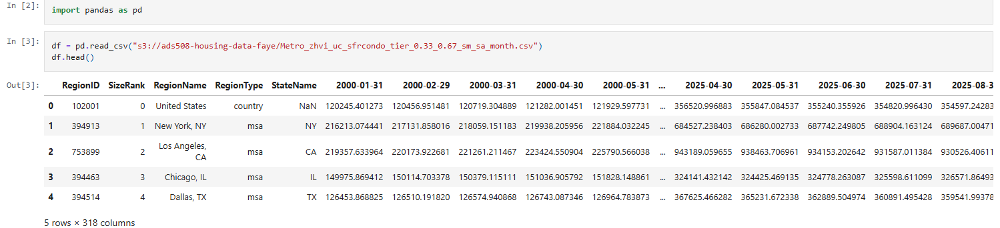 In [2]: import pandas as pd
In [3]: df = pd.read_csv("s3://ads508-housing-data-faye/Metro_zhvi_uc_sfrcondo_tier_0.33_0.67_sm_sa_month.csv")
df.head()
Out[3]: RegionID SizeRank RegionName RegionType StateName 2000-01-31 2000-02-29 2000-03-31 2000-04-30 2000-05-31 ... 2025-04-30 2025-05-31 2025-06-30 2025-07-31 2025-08-3
0 102001 0 United States country NaN 120245.401273 120456.951481 120719.304889 121282.001451 121929.597731 ... 356520.996883 355847.084537 355240.355926 354820.996430 354597.24283
1 394913 1 New York, NY msa NY 216213.074441 217131.858016 218059.151183 219938.205956 221884.032245 ... 684527.238403 686280.002733 687742.249805 688904.163124 689687.00471
2 753899 2 Los Angeles, CA msa CA 219357.633964 220173.922681 221261.211467 223424.550904 225790.566038 ... 943189.059655 938463.706961 934153.202642 931587.011384 930526.40611
3 394463 3 Chicago, IL msa IL 149975.869412 150114.703378 150379.115111 151036.905792 151828.148861 ... 324141.432142 324425.469135 324778.263087 325598.611099 326571.86493
4 394514 4 Dallas, TX msa TX 126453.868825 126510.191820 126574.940868 126743.087346 126964.783873 ... 367625.466282 365231.672338 362889.504974 360891.495428 359541.99378
5 rows × 318 columns